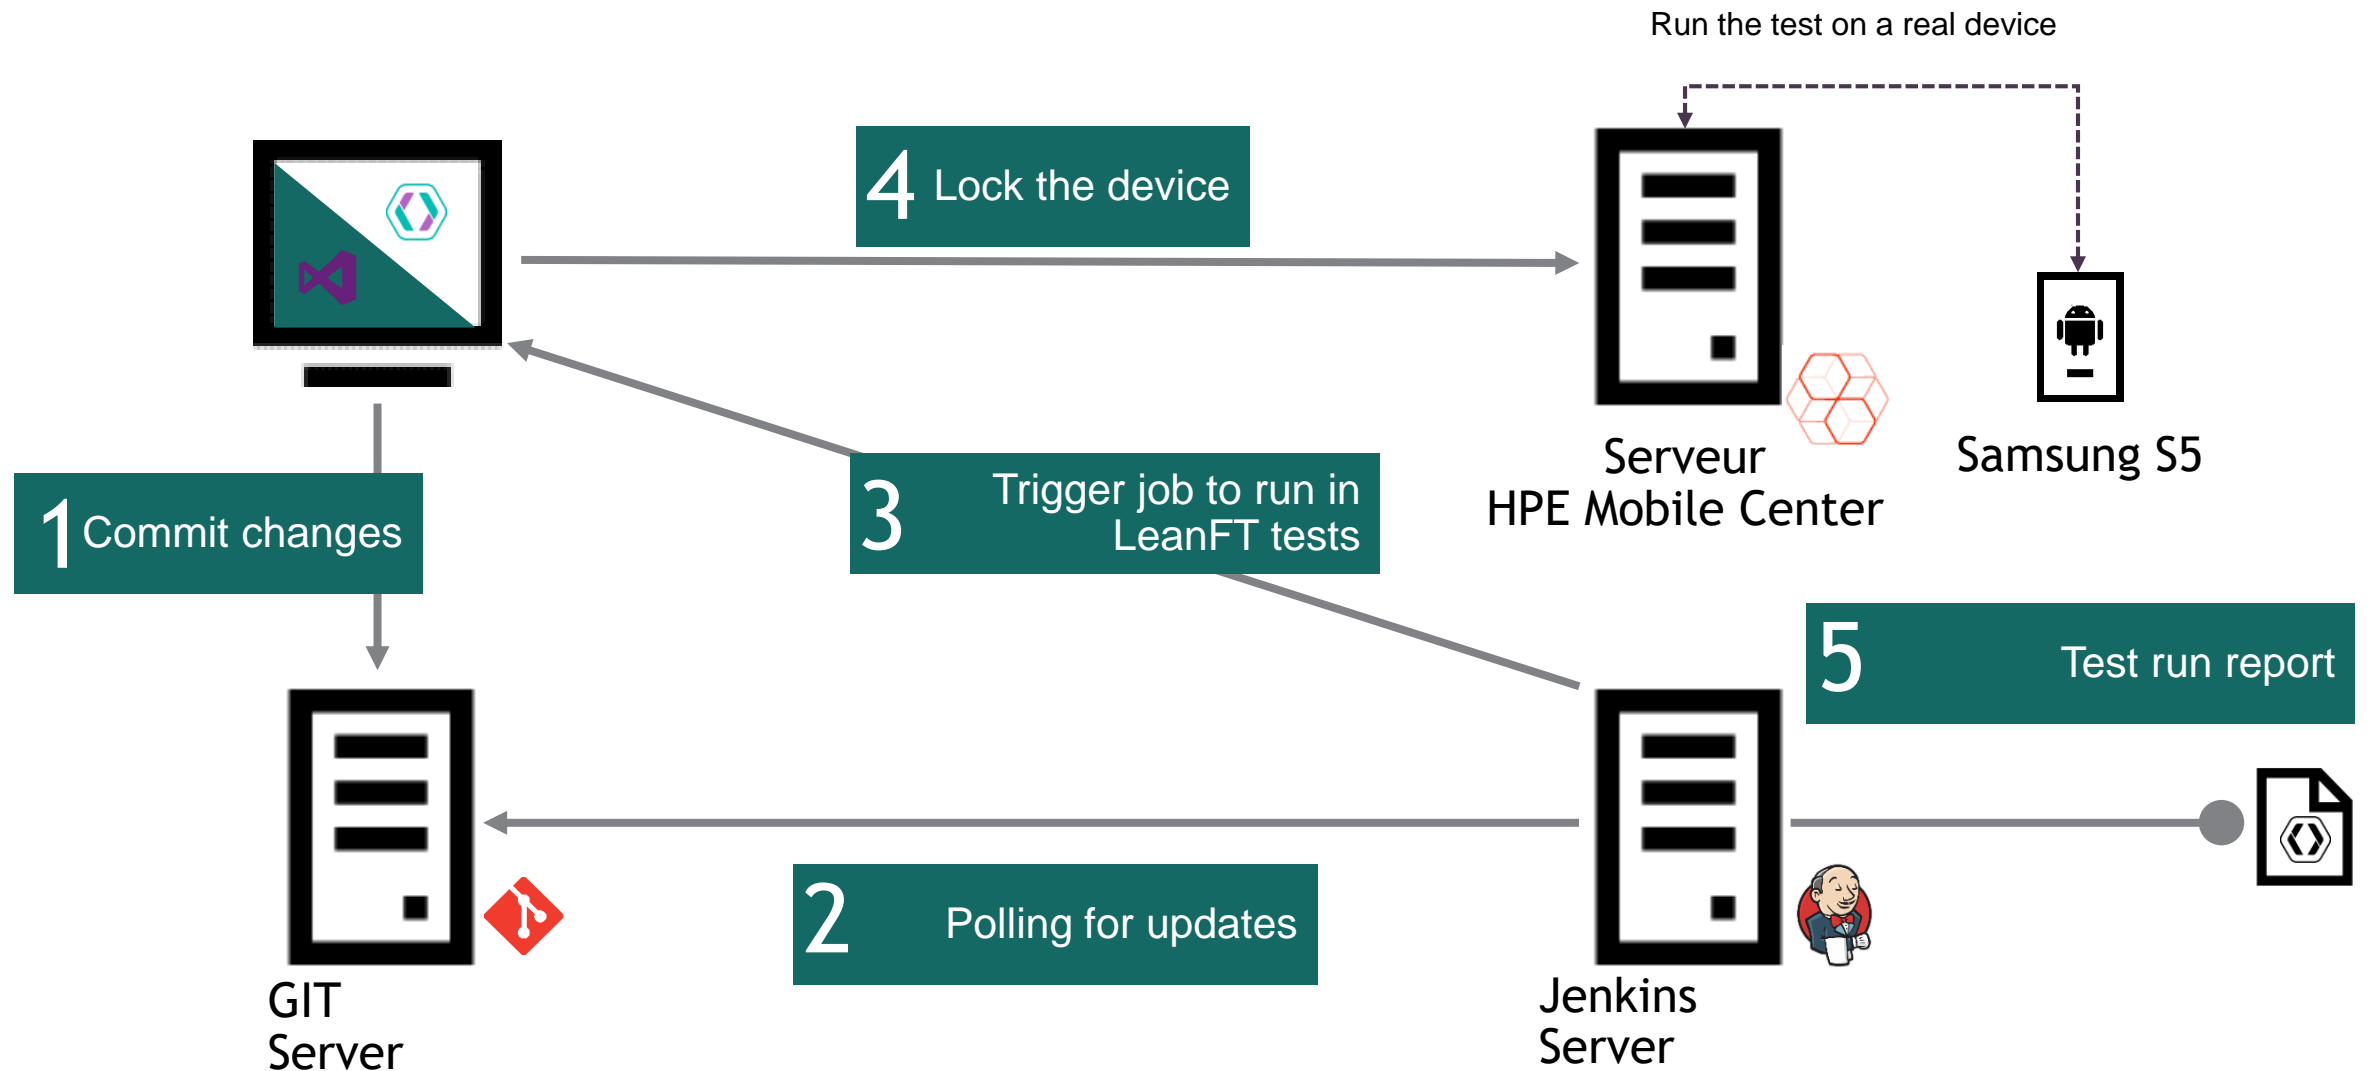 Run the test on a real device
4 Lock the device
Serveur
HPE Mobile Center
Samsung S5
3 Trigger job to run in
LeanFT tests
1 Commit changes
5 Test run report
2 Polling for updates
GIT
Server
Jenkins
Server